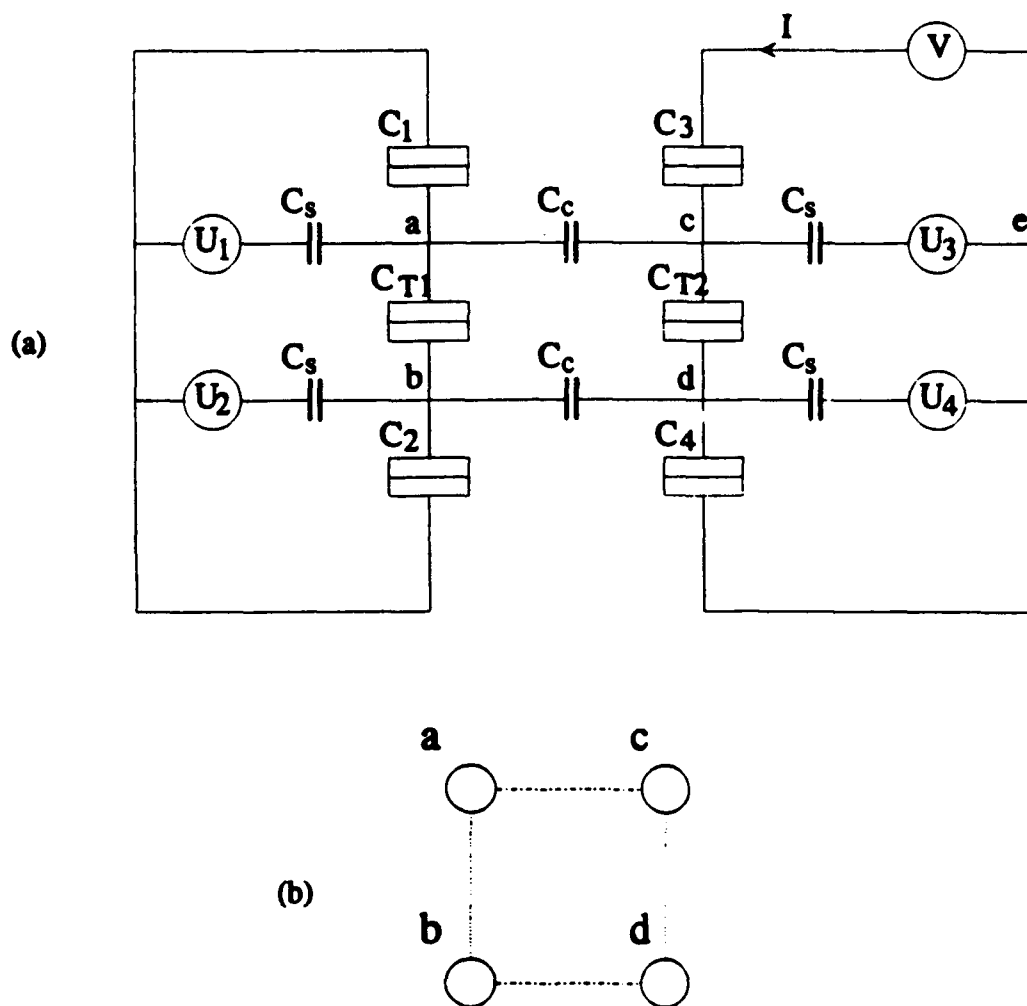 I
V
C1 C3
Cs a Cc c Cs e
U1 U3
CT1 CT2
(a)
Cs b Cc d Cs
U2 U4
C2 C4
a c
(b)
b d